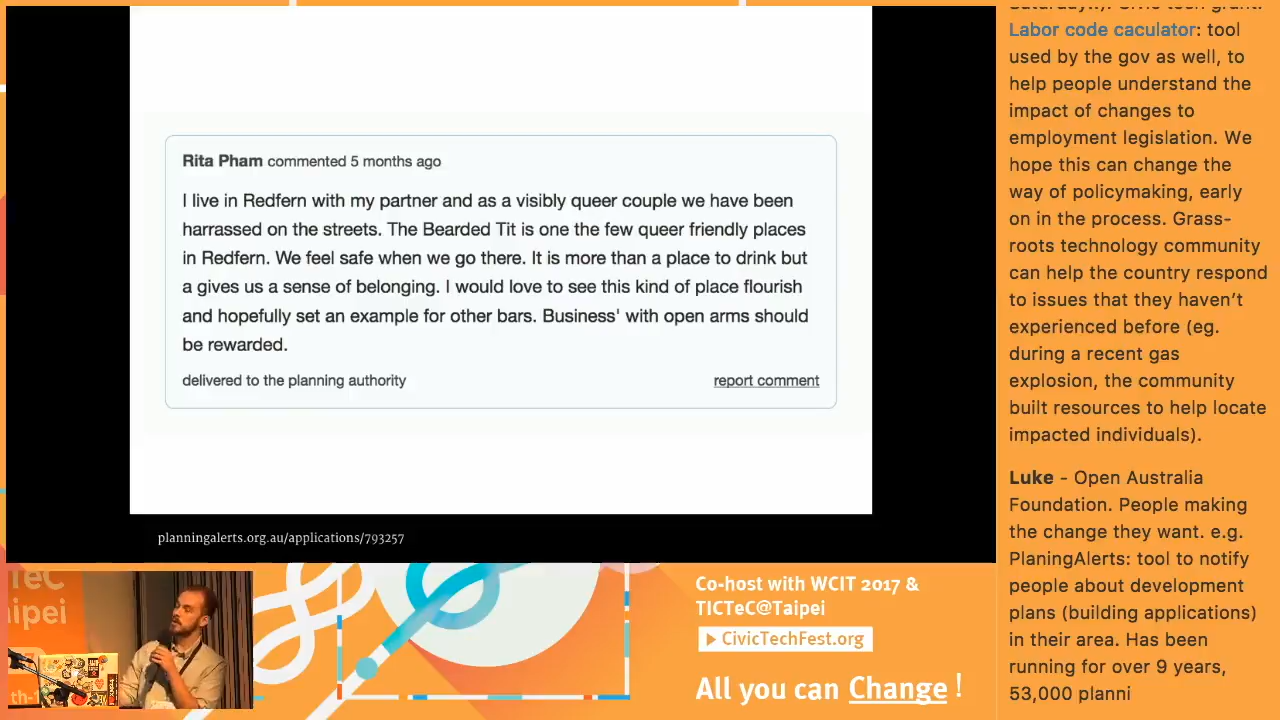 Rita Pham commented 5 months ago
I live in Redfern with my partner and as a visibly queer couple we have been
harrassed on the streets. The Bearded Tit is one the few queer friendly places
in Redfern. We feel safe when we go there. It is more than a place to drink but
a gives us a sense of belonging. I would love to see this kind of place flourish
and hopefully set an example for other bars. Business' with open arms should
be rewarded.
delivered to the planning authority
report comment
planningalerts.org.au/applications/793257
Labor code caculator: tool
used by the gov as well, to
help people understand the
impact of changes to
employment legislation. We
hope this can change the
way of policymaking, early
on in the process. Grass-
roots technology community
can help the country respond
to issues that they haven’t
experienced before (eg.
during a recent gas
explosion, the community
built resources to help locate
impacted individuals).
Luke - Open Australia
Foundation. People making
the change they want. e.g.
PlaningAlerts: tool to notify
people about development
plans (building applications)
in their area. Has been
running for over 9 years,
53,000 planni
Co-host with WCIT 2017 &
TICTeC@Taipei
CivicTechFest.org
All you can Change !